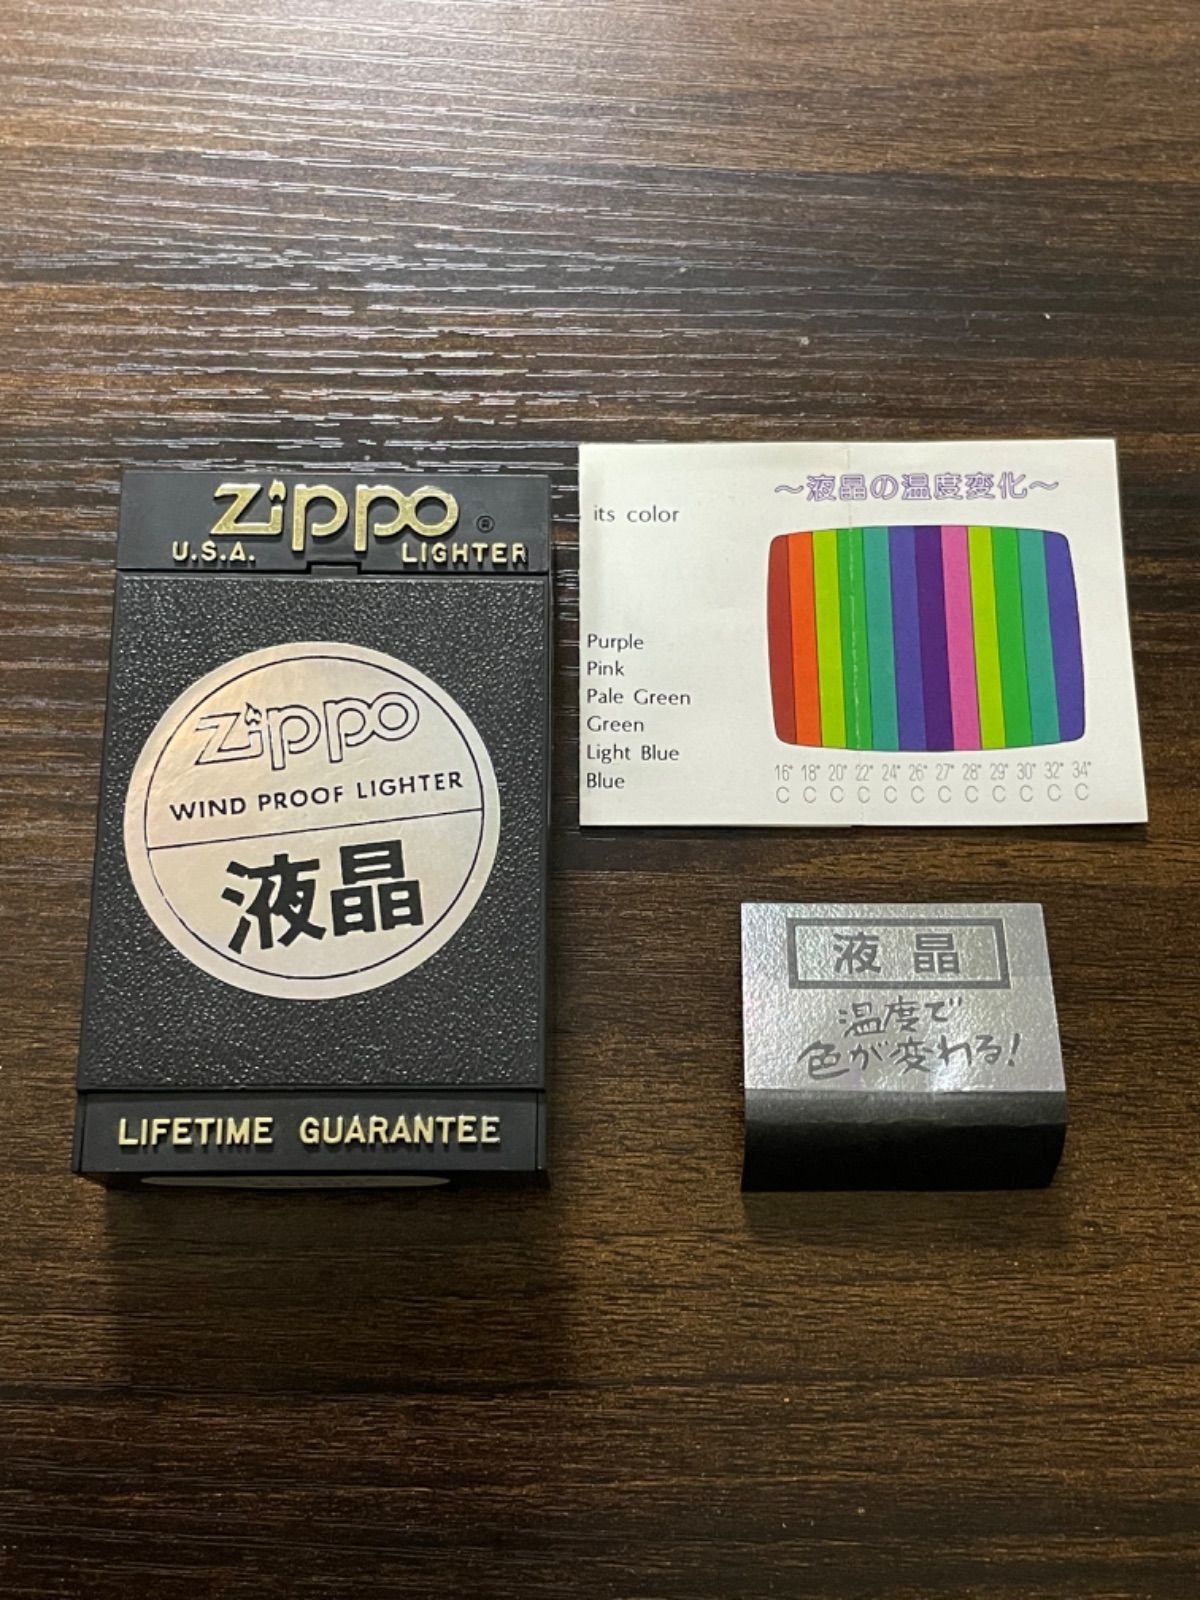 Zippo ®
U.S.A. LIGHTER
Zippo
WIND PROOF LIGHTER
液晶
LIFETIME GUARANTEE
～液晶の温度変化～
its color
Purple
Pink
Pale Green
Green
Light Blue
Blue
16° 18° 20° 22° 24° 26° 27° 28° 29° 30° 32° 34°
C C C C C C C C C C C C
液晶
温度で
色が変わる!